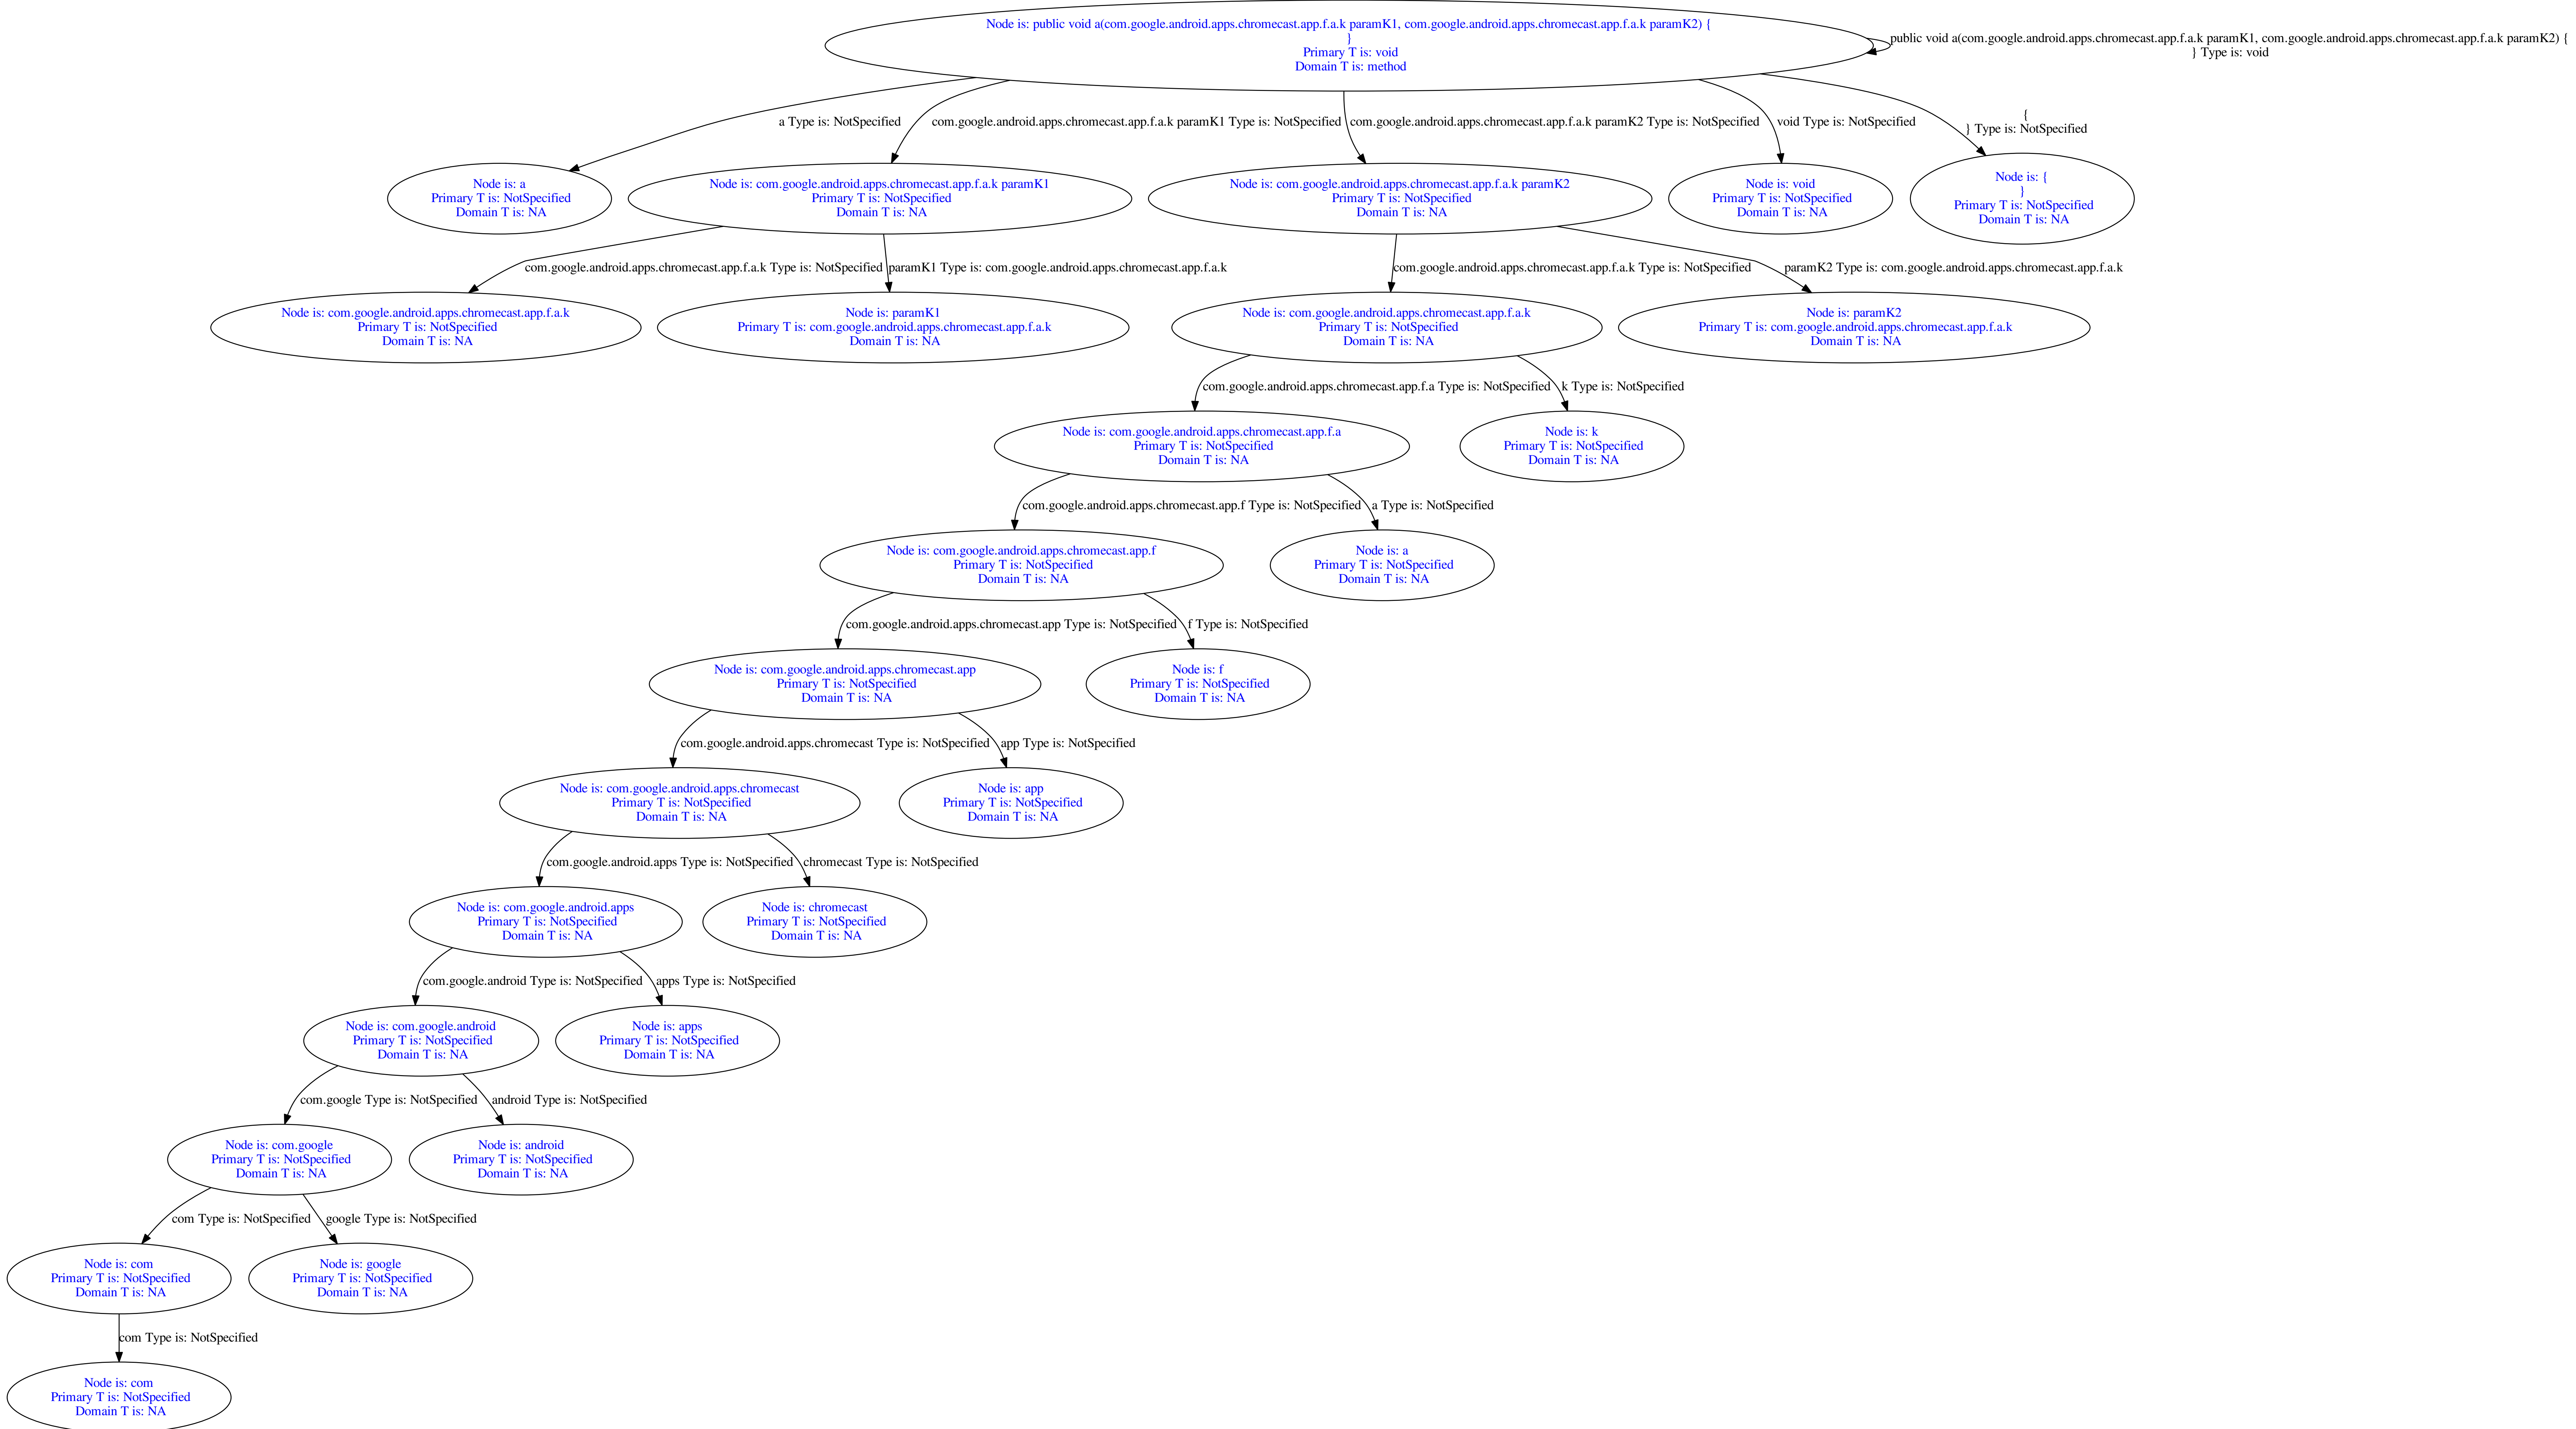 Node is: public void a(com.google.android.apps.chromecast.app.f.a.k paramK1, com.google.android.apps.chromecast.app.f.a.k paramK2) {
}
Primary T is: void
Domain T is: method
public void a(com.google.android.apps.chromecast.app.f.a.k paramK1, com.google.android.apps.chromecast.app.f.a.k paramK2) {
} Type is: void
a Type is: NotSpecified
com.google.android.apps.chromecast.app.f.a.k paramK1 Type is: NotSpecified
com.google.android.apps.chromecast.app.f.a.k paramK2 Type is: NotSpecified
void Type is: NotSpecified
{
} Type is: NotSpecified
Node is: a
Primary T is: NotSpecified
Domain T is: NA
Node is: com.google.android.apps.chromecast.app.f.a.k paramK1
Primary T is: NotSpecified
Domain T is: NA
Node is: com.google.android.apps.chromecast.app.f.a.k paramK2
Primary T is: NotSpecified
Domain T is: NA
Node is: void
Primary T is: NotSpecified
Domain T is: NA
Node is: {
}
Primary T is: NotSpecified
Domain T is: NA
com.google.android.apps.chromecast.app.f.a.k Type is: NotSpecified
paramK1 Type is: com.google.android.apps.chromecast.app.f.a.k
com.google.android.apps.chromecast.app.f.a.k Type is: NotSpecified
paramK2 Type is: com.google.android.apps.chromecast.app.f.a.k
Node is: com.google.android.apps.chromecast.app.f.a.k
Primary T is: NotSpecified
Domain T is: NA
Node is: paramK1
Primary T is: com.google.android.apps.chromecast.app.f.a.k
Domain T is: NA
Node is: com.google.android.apps.chromecast.app.f.a.k
Primary T is: NotSpecified
Domain T is: NA
Node is: paramK2
Primary T is: com.google.android.apps.chromecast.app.f.a.k
Domain T is: NA
com.google.android.apps.chromecast.app.f.a Type is: NotSpecified
k Type is: NotSpecified
Node is: com.google.android.apps.chromecast.app.f.a
Primary T is: NotSpecified
Domain T is: NA
Node is: k
Primary T is: NotSpecified
Domain T is: NA
com.google.android.apps.chromecast.app.f Type is: NotSpecified
a Type is: NotSpecified
Node is: com.google.android.apps.chromecast.app.f
Primary T is: NotSpecified
Domain T is: NA
Node is: a
Primary T is: NotSpecified
Domain T is: NA
com.google.android.apps.chromecast.app Type is: NotSpecified
f Type is: NotSpecified
Node is: com.google.android.apps.chromecast.app
Primary T is: NotSpecified
Domain T is: NA
Node is: f
Primary T is: NotSpecified
Domain T is: NA
com.google.android.apps.chromecast Type is: NotSpecified
app Type is: NotSpecified
Node is: com.google.android.apps.chromecast
Primary T is: NotSpecified
Domain T is: NA
Node is: app
Primary T is: NotSpecified
Domain T is: NA
com.google.android.apps Type is: NotSpecified
chromecast Type is: NotSpecified
Node is: com.google.android.apps
Primary T is: NotSpecified
Domain T is: NA
Node is: chromecast
Primary T is: NotSpecified
Domain T is: NA
com.google.android Type is: NotSpecified
apps Type is: NotSpecified
Node is: com.google.android
Primary T is: NotSpecified
Domain T is: NA
Node is: apps
Primary T is: NotSpecified
Domain T is: NA
com.google Type is: NotSpecified
android Type is: NotSpecified
Node is: com.google
Primary T is: NotSpecified
Domain T is: NA
Node is: android
Primary T is: NotSpecified
Domain T is: NA
com Type is: NotSpecified
google Type is: NotSpecified
Node is: com
Primary T is: NotSpecified
Domain T is: NA
Node is: google
Primary T is: NotSpecified
Domain T is: NA
com Type is: NotSpecified
Node is: com
Primary T is: NotSpecified
Domain T is: NA